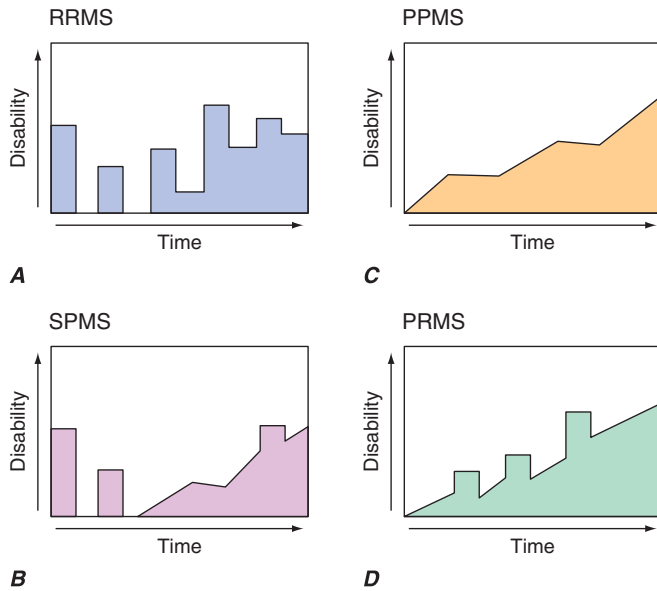 RRMS
Disability
Time
A
PPMS
Disability
Time
C
SPMS
Disability
Time
B
PRMS
Disability
Time
D